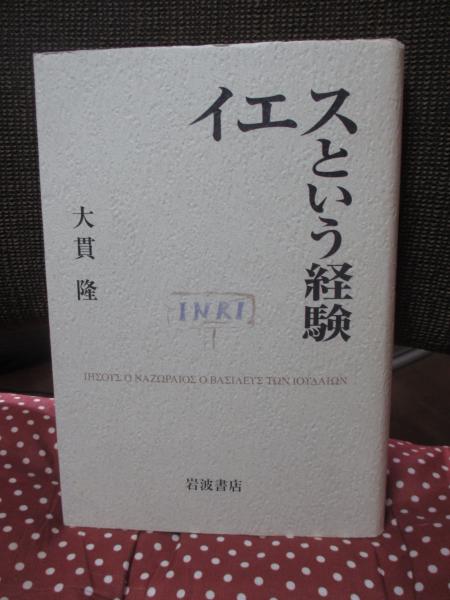 イエスという経験
大貫 隆
INRI
ΙΗΣΟΥΣ Ο ΝΑΖΩΡΑΙΟΣ Ο ΒΑΣΙΛΕΥΣ ΤΩΝ ΙΟΥΔΑΙΩΝ
岩波書店